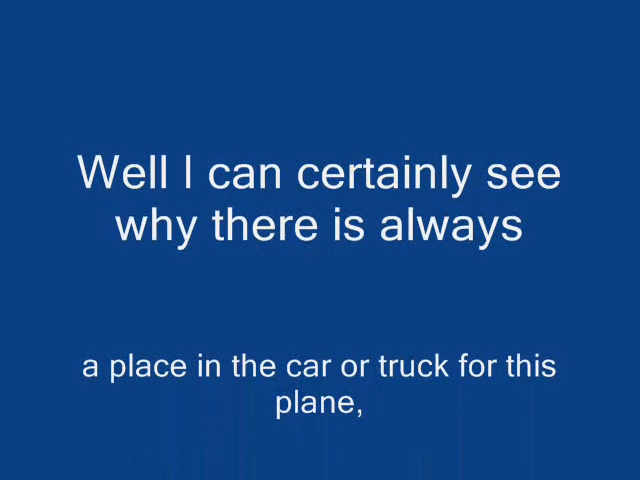 Well I can certainly see
why there is always
a place in the car or truck for this
plane,